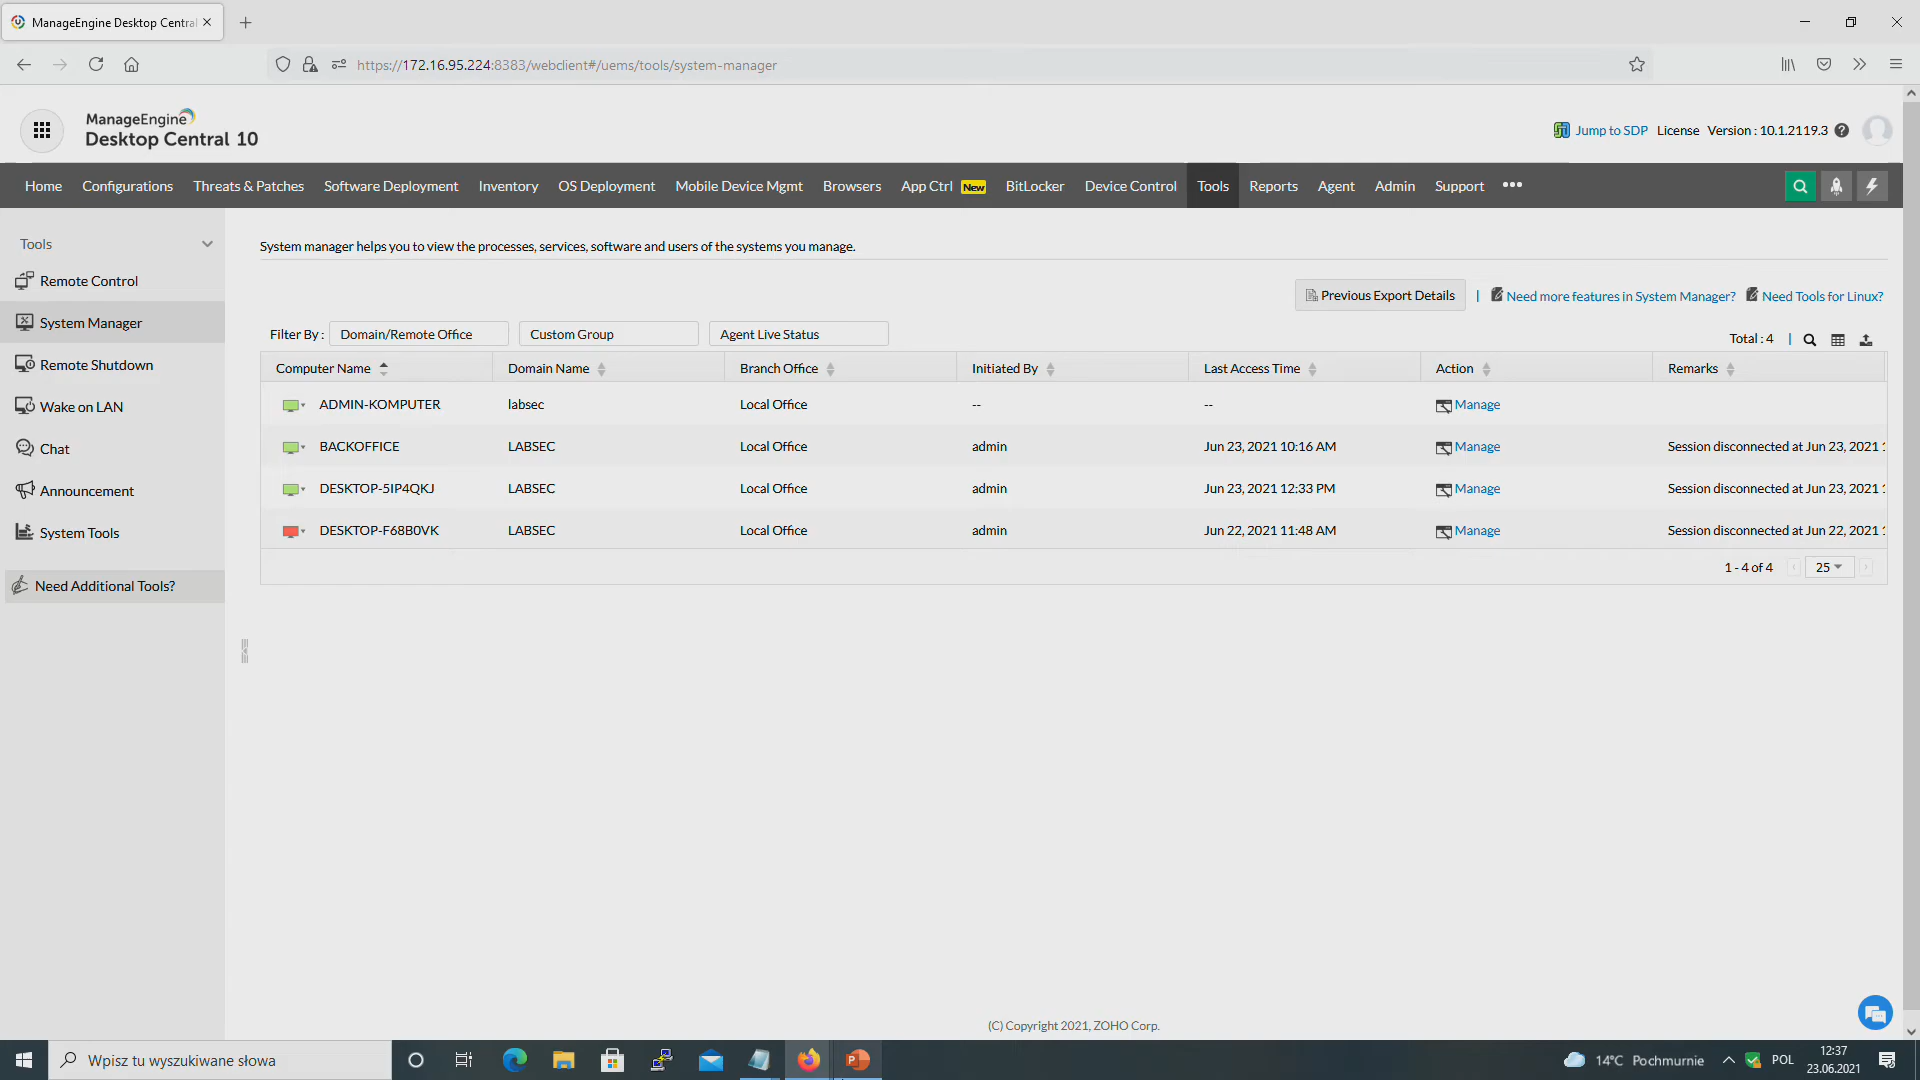 ManageEngine Desktop Central
https://172.16.95.224:8383/webclient#/uems/tools/system-manager
ManageEngine
Desktop Central 10
Jump to SDP License Version : 10.1.2119.3
Home Configurations Threats & Patches Software Deployment Inventory OS Deployment Mobile Device Mgmt Browsers App Ctrl New BitLocker Device Control Tools Reports Agent Admin Support •••
Tools
Remote Control
System Manager
Remote Shutdown
Wake on LAN
Chat
Announcement
System Tools
Need Additional Tools?
System manager helps you to view the processes, services, software and users of the systems you manage.
Previous Export Details | Need more features in System Manager? Need Tools for Linux?
Filter By : Domain/Remote Office Custom Group Agent Live Status
Total : 4 |
Computer Name Domain Name Branch Office Initiated By Last Access Time Action Remarks
ADMIN-KOMPUTER labsec Local Office -- -- Manage
BACKOFFICE LABSEC Local Office admin Jun 23, 2021 10:16 AM Manage Session disconnected at Jun 23, 2021
DESKTOP-5IP4QKJ LABSEC Local Office admin Jun 23, 2021 12:33 PM Manage Session disconnected at Jun 23, 2021
DESKTOP-F68B0VK LABSEC Local Office admin Jun 22, 2021 11:48 AM Manage Session disconnected at Jun 22, 2021
1 - 4 of 4 25
(C) Copyright 2021, ZOHO Corp.
Wpisz tu wyszukiwane słowa
14°C Pochmurnie
POL
12:37
23.06.2021